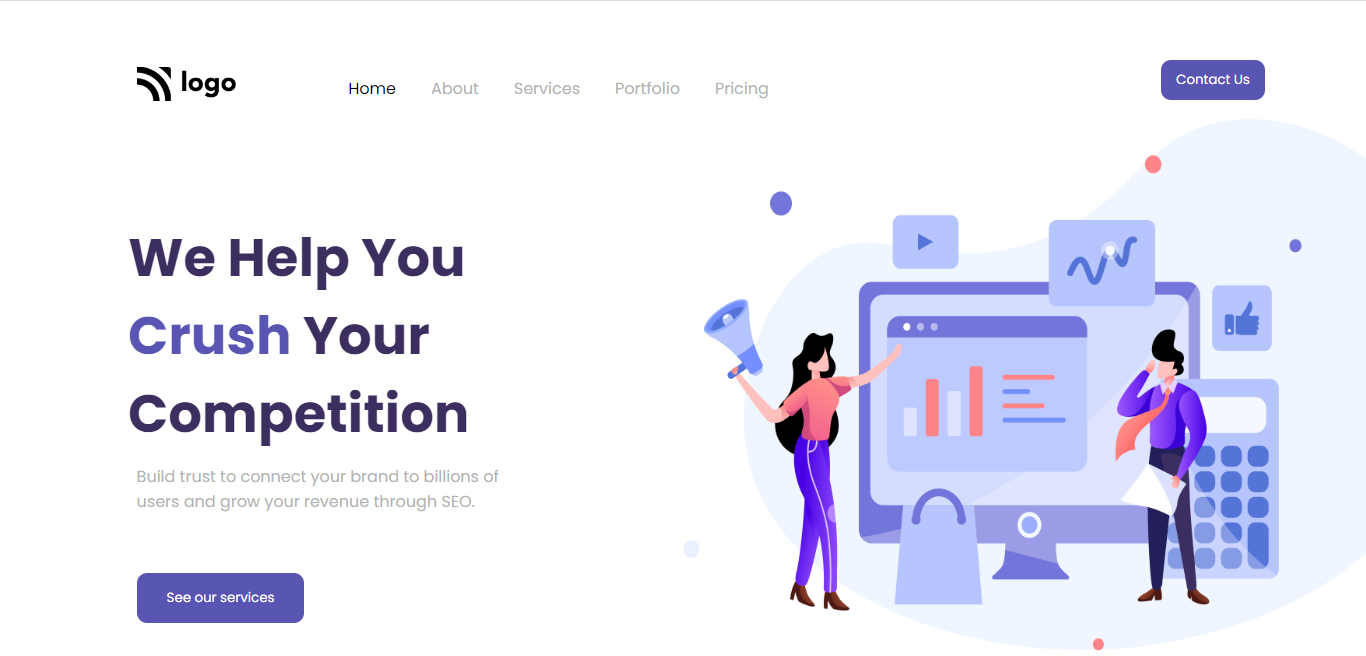 logo
Home About Services Portfolio Pricing
Contact Us
We Help You
Crush Your
Competition
Build trust to connect your brand to billions of
users and grow your revenue through SEO.
See our services